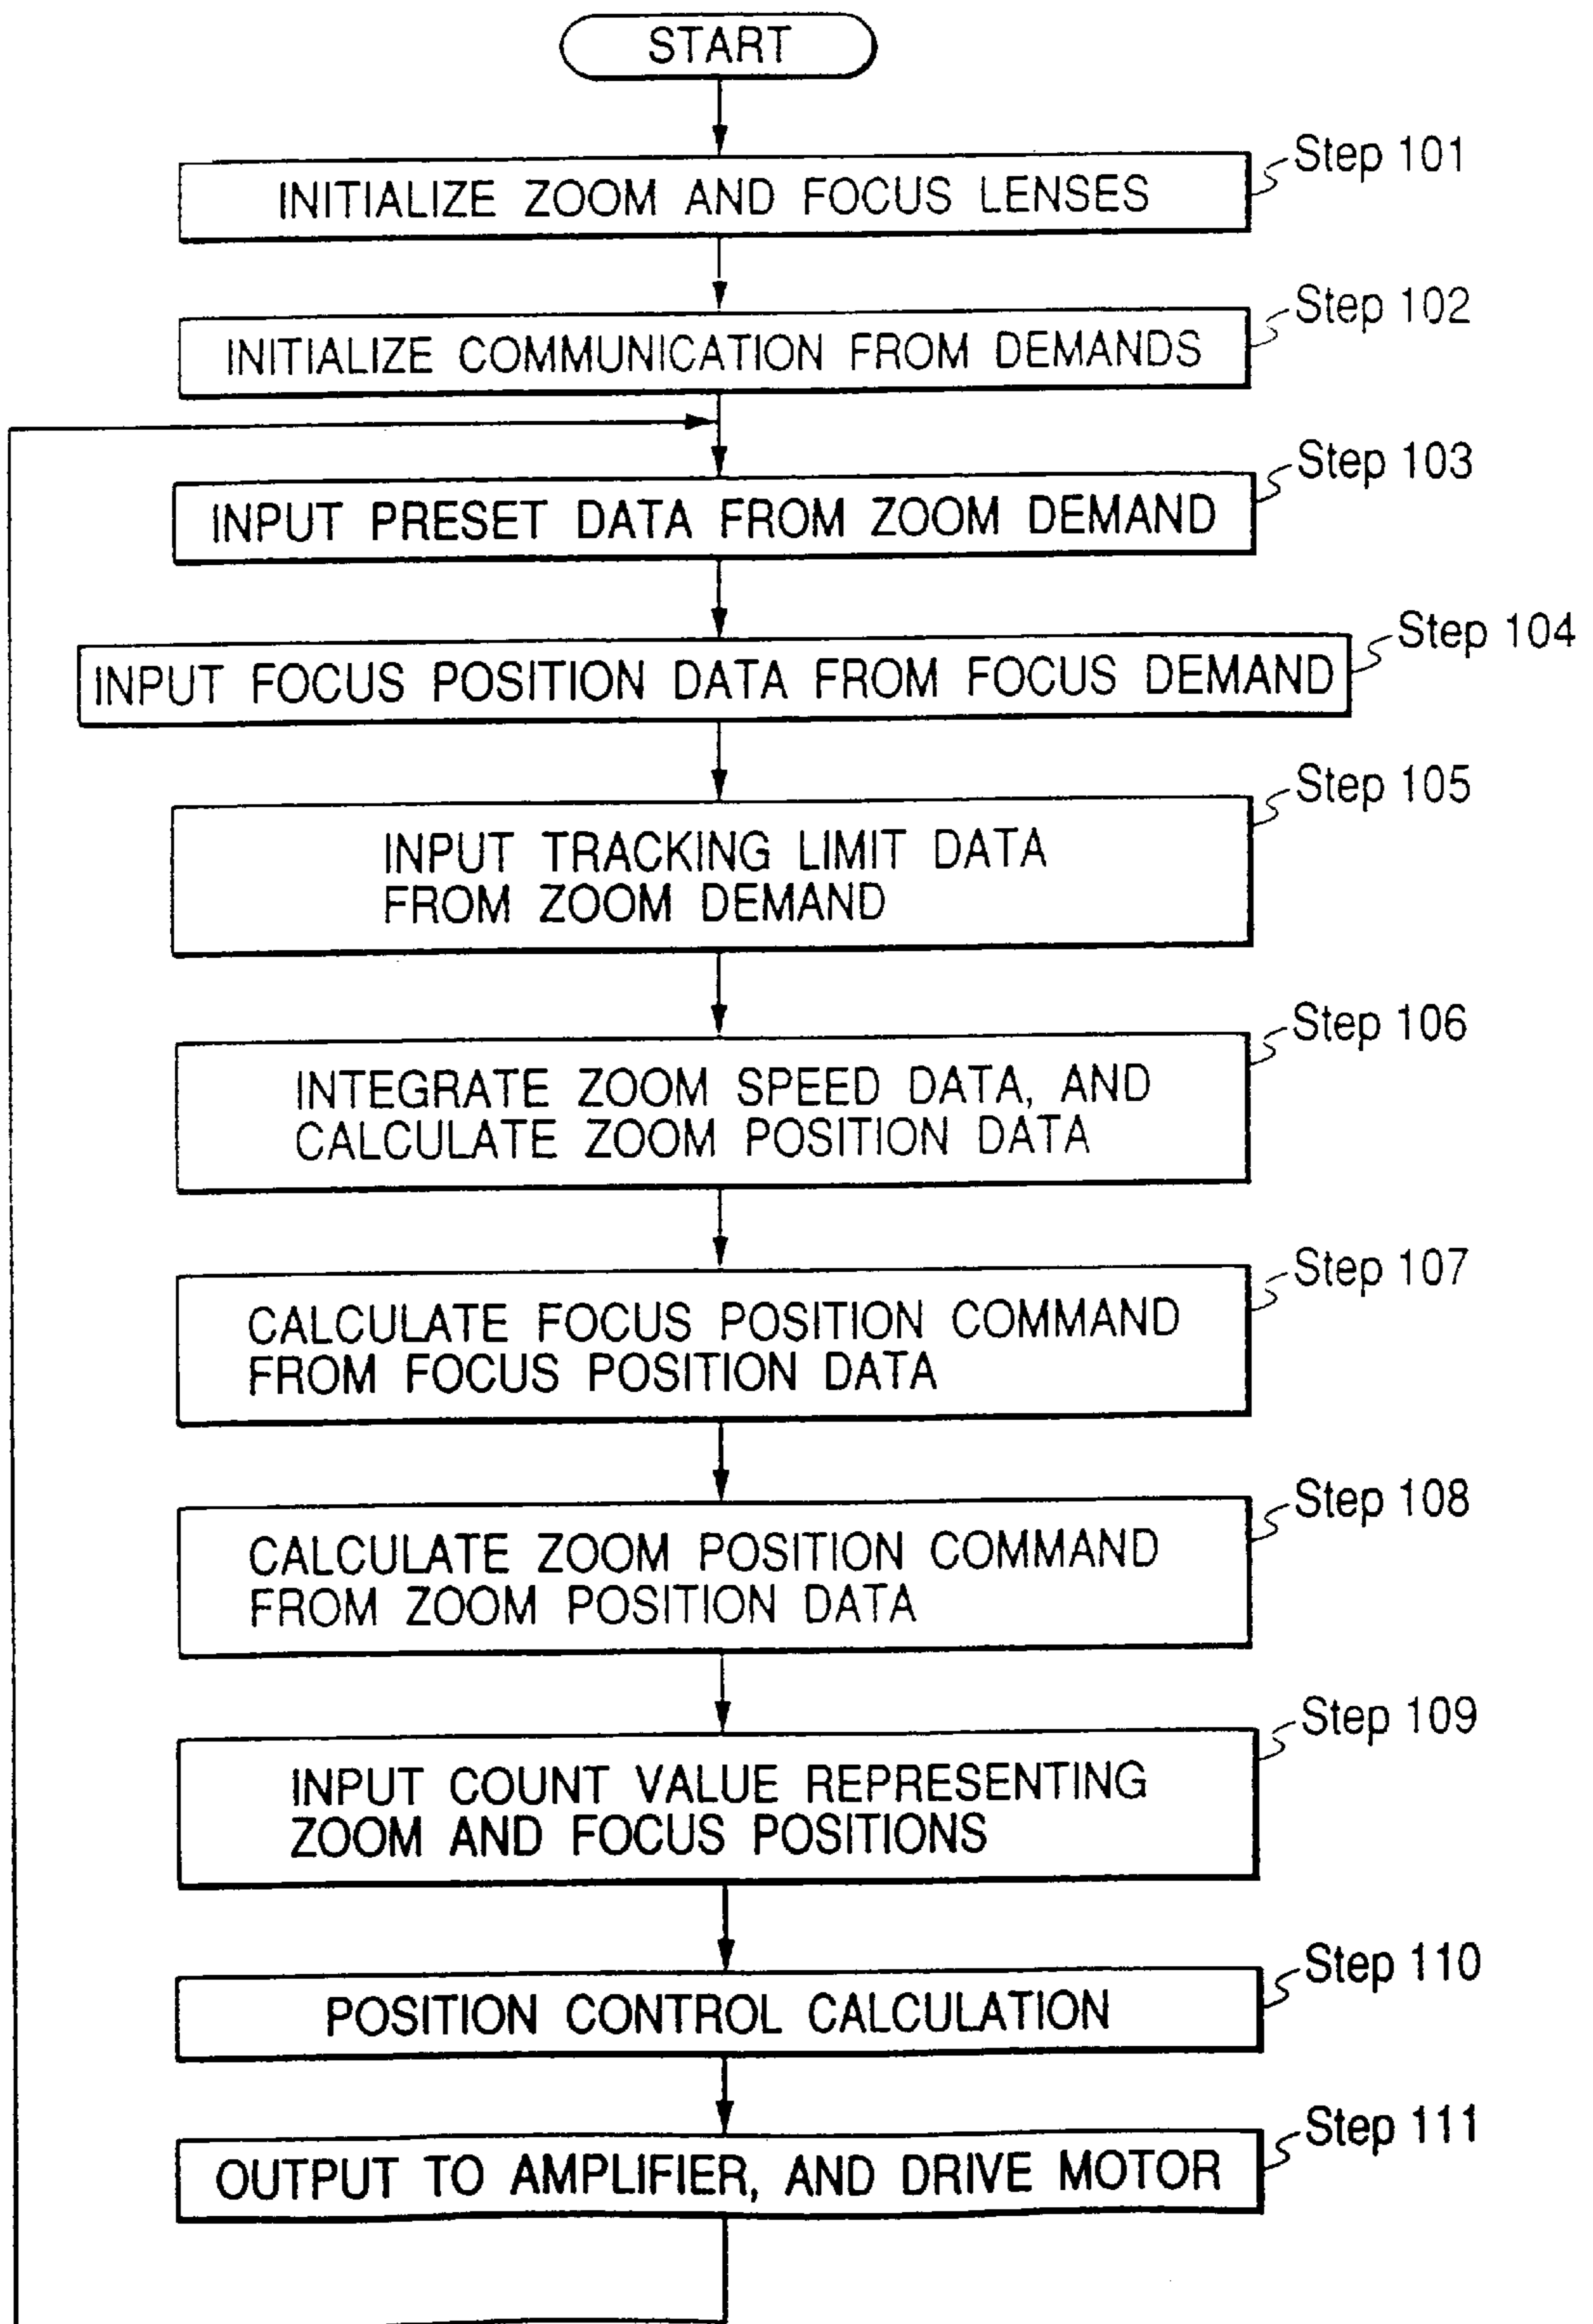 START
Step 101
INITIALIZE ZOOM AND FOCUS LENSES
Step 102
INITIALIZE COMMUNICATION FROM DEMANDS
Step 103
INPUT PRESET DATA FROM ZOOM DEMAND
Step 104
INPUT FOCUS POSITION DATA FROM FOCUS DEMAND
Step 105
INPUT TRACKING LIMIT DATA
FROM ZOOM DEMAND
Step 106
INTEGRATE ZOOM SPEED DATA, AND
CALCULATE ZOOM POSITION DATA
Step 107
CALCULATE FOCUS POSITION COMMAND
FROM FOCUS POSITION DATA
Step 108
CALCULATE ZOOM POSITION COMMAND
FROM ZOOM POSITION DATA
Step 109
INPUT COUNT VALUE REPRESENTING
ZOOM AND FOCUS POSITIONS
Step 110
POSITION CONTROL CALCULATION
Step 111
OUTPUT TO AMPLIFIER, AND DRIVE MOTOR